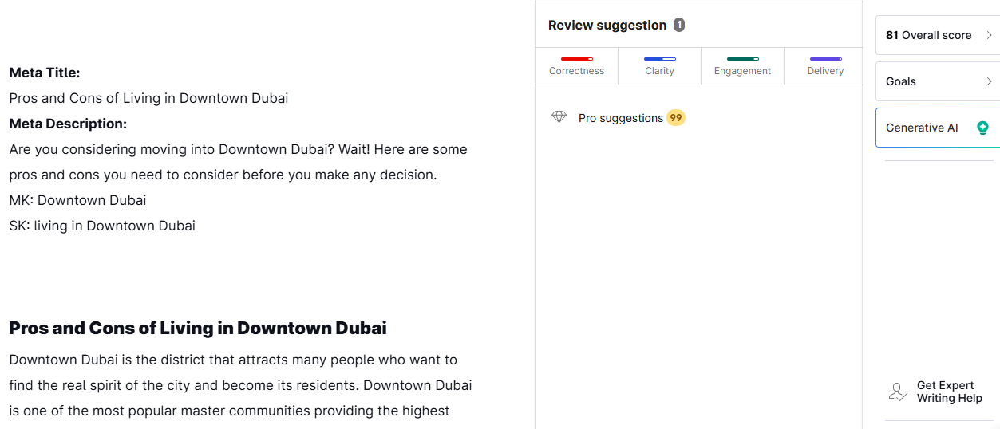 Meta Title:
Pros and Cons of Living in Downtown Dubai
Meta Description:
Are you considering moving into Downtown Dubai? Wait! Here are some
pros and cons you need to consider before you make any decision.
MK: Downtown Dubai
SK: living in Downtown Dubai
Pros and Cons of Living in Downtown Dubai
Downtown Dubai is the district that attracts many people who want to
find the real spirit of the city and become its residents. Downtown Dubai
is one of the most popular master communities providing the highest
Review suggestion 1
Correctness Clarity Engagement Delivery
Pro suggestions 99
81 Overall score
Goals
Generative AI
Get Expert
Writing Help